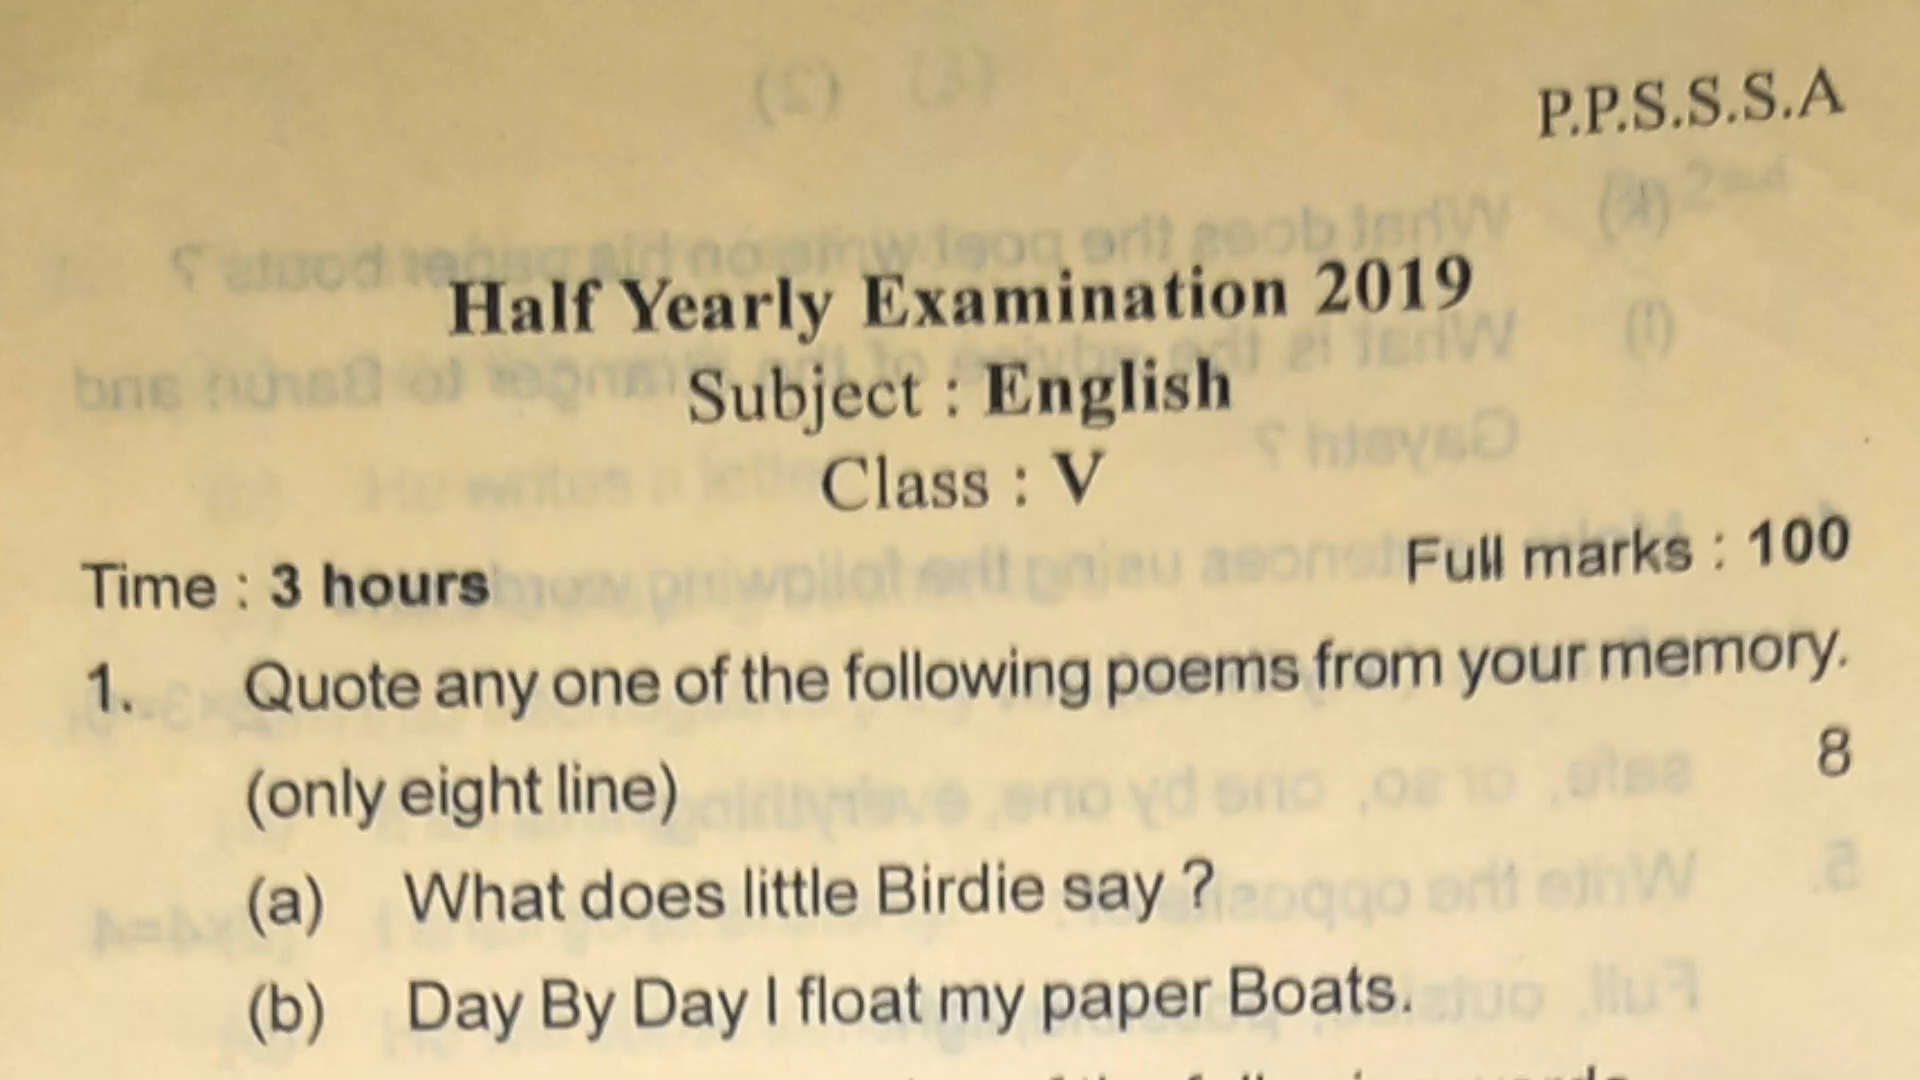 P.P.S.S.S.A
Half Yearly Examination 2019
Subject : English
Class : V
Time : 3 hours
Full marks : 100
1. Quote any one of the following poems from your memory.
(only eight line) 8
(a) What does little Birdie say ?
(b) Day By Day I float my paper Boats.